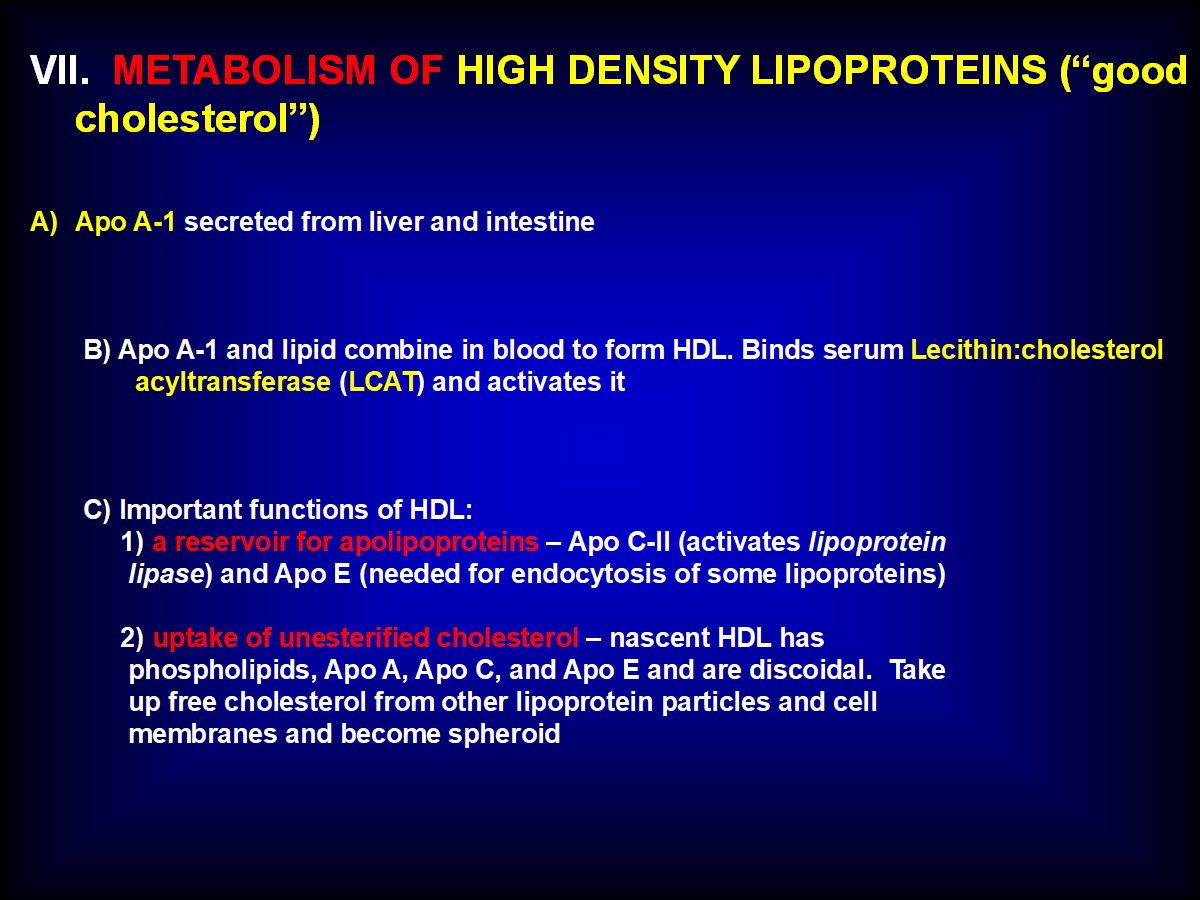 VII. METABOLISM OF HIGH DENSITY LIPOPROTEINS (“good
cholesterol”)
A) Apo A-1 secreted from liver and intestine
B) Apo A-1 and lipid combine in blood to form HDL. Binds serum Lecithin:cholesterol
acyltransferase (LCAT) and activates it
C) Important functions of HDL:
1) a reservoir for apolipoproteins – Apo C-II (activates lipoprotein
lipase) and Apo E (needed for endocytosis of some lipoproteins)
2) uptake of unesterified cholesterol – nascent HDL has
phospholipids, Apo A, Apo C, and Apo E and are discoidal. Take
up free cholesterol from other lipoprotein particles and cell
membranes and become spheroid